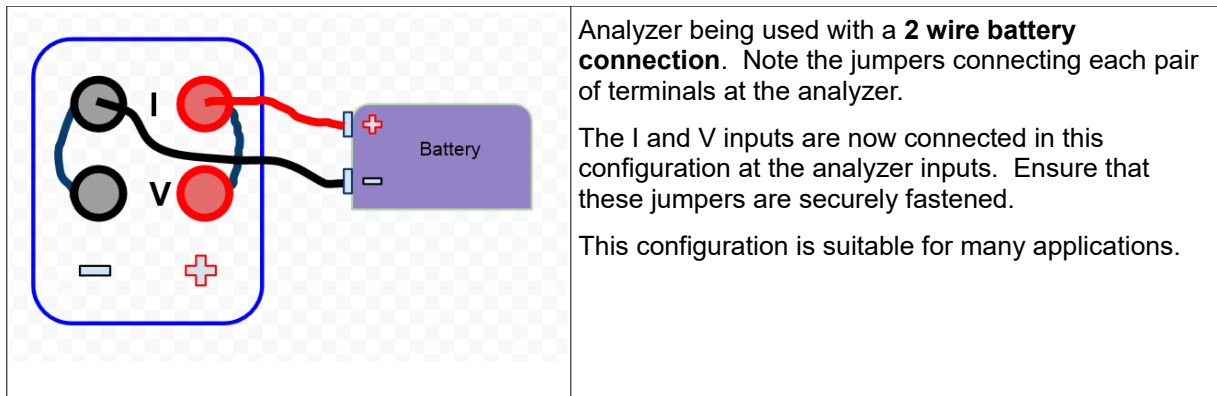 I
V
Battery
Analyzer being used with a 2 wire battery
connection.  Note the jumpers connecting each pair
of terminals at the analyzer.
The I and V inputs are now connected in this
configuration at the analyzer inputs.  Ensure that
these jumpers are securely fastened.
This configuration is suitable for many applications.